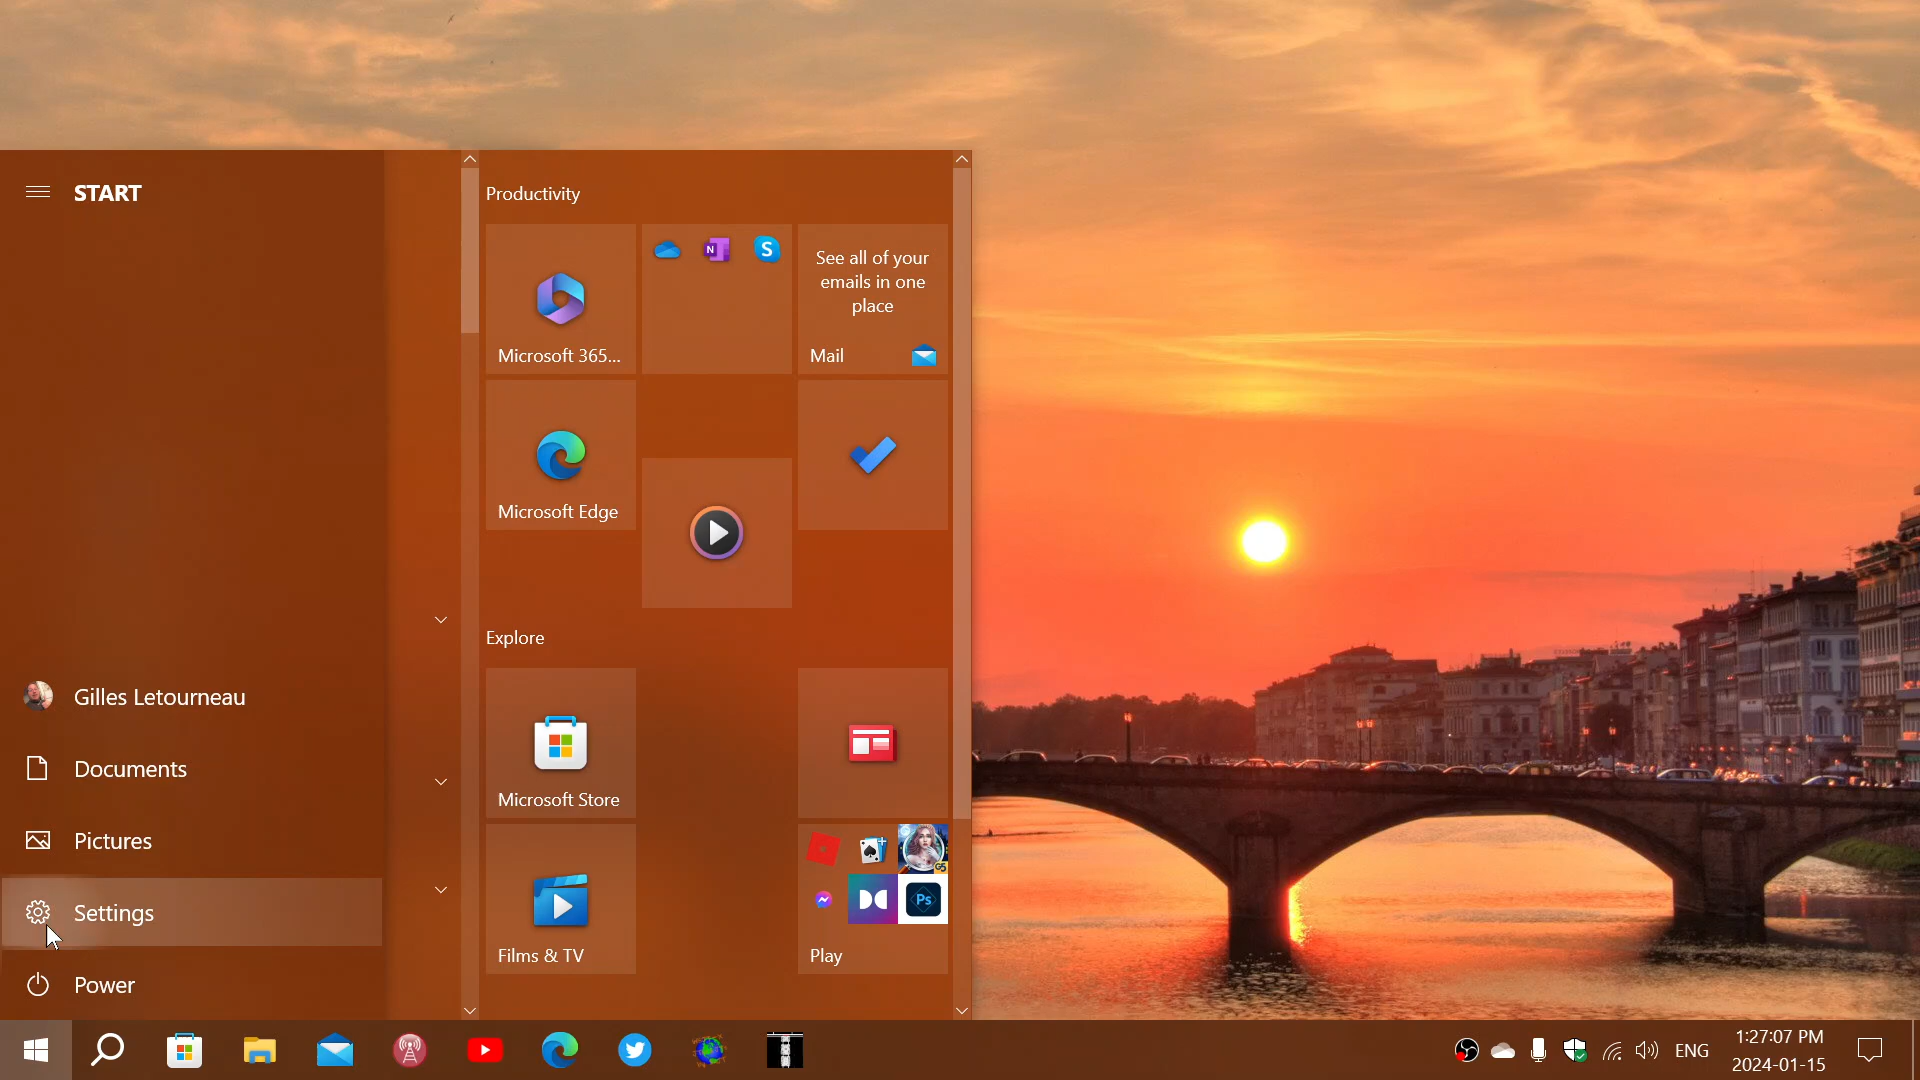 START
Gilles Letourneau
Documents
Pictures
Settings
Power
Productivity
Microsoft 365...
N
S
See all of your
emails in one
place
Mail
Microsoft Edge
Explore
Microsoft Store
Films & TV
Ps
Play
ENG
1:27:07 PM
2024-01-15